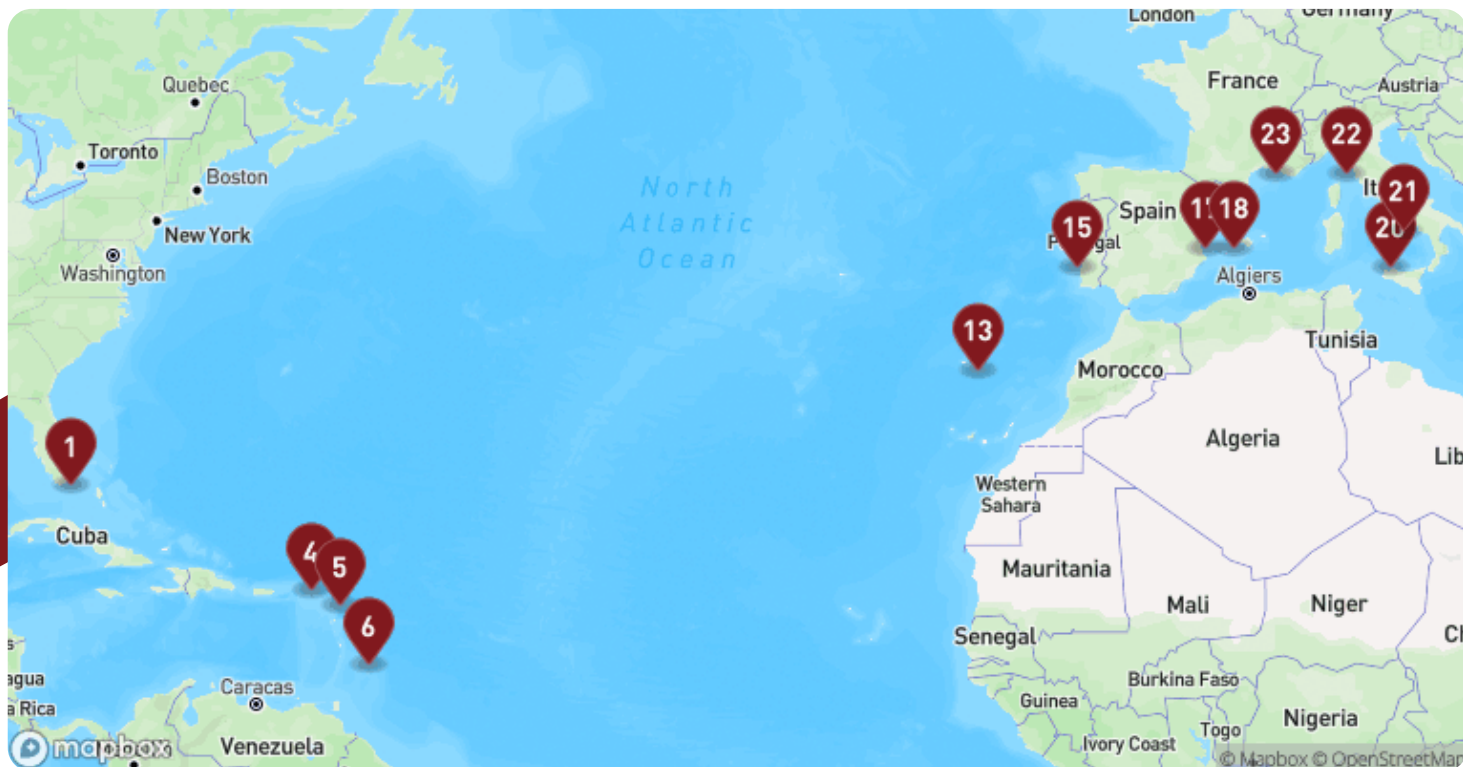 London
Germany
Quebec
France
Austria
Toronto
23
22
Boston
North
Atlantic
Ocean
Spain
18
21
15
New York
Washington
Algiers
20
13
Tunisia
Morocco
Algeria
1
Lib
Western
Sahara
Cuba
4
5
Mauritania
Mali
Niger
6
Senegal
Ch
agua
a Rica
Caracas
Burkina Faso
Guinea
Nigeria
Togo
Ivory Coast
mapbox
Venezuela
© Mapbox © OpenStreetMap